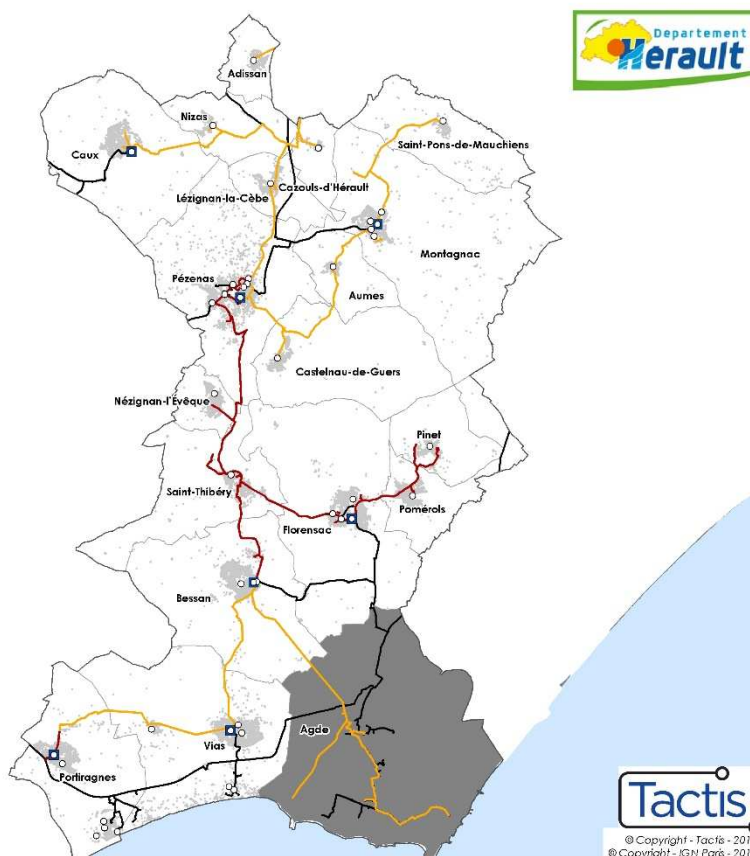 Departement
Herault
Adissan
Nizas
Saint-Pons-de-Mauchiens
Caux
Cazouls-d'Hérault
Lézignan-la-Cèbe
Montagnac
Pézenas
Aumes
Castelnau-de-Guers
Nézignan-l'Évêque
Pinet
Saint-Thibéry
Pomérols
Florensac
Bessan
Agde
Vias
Portiragnes
Tactis
© Copyright - Tactis - 201
© Copyright - IGN Paris - 201